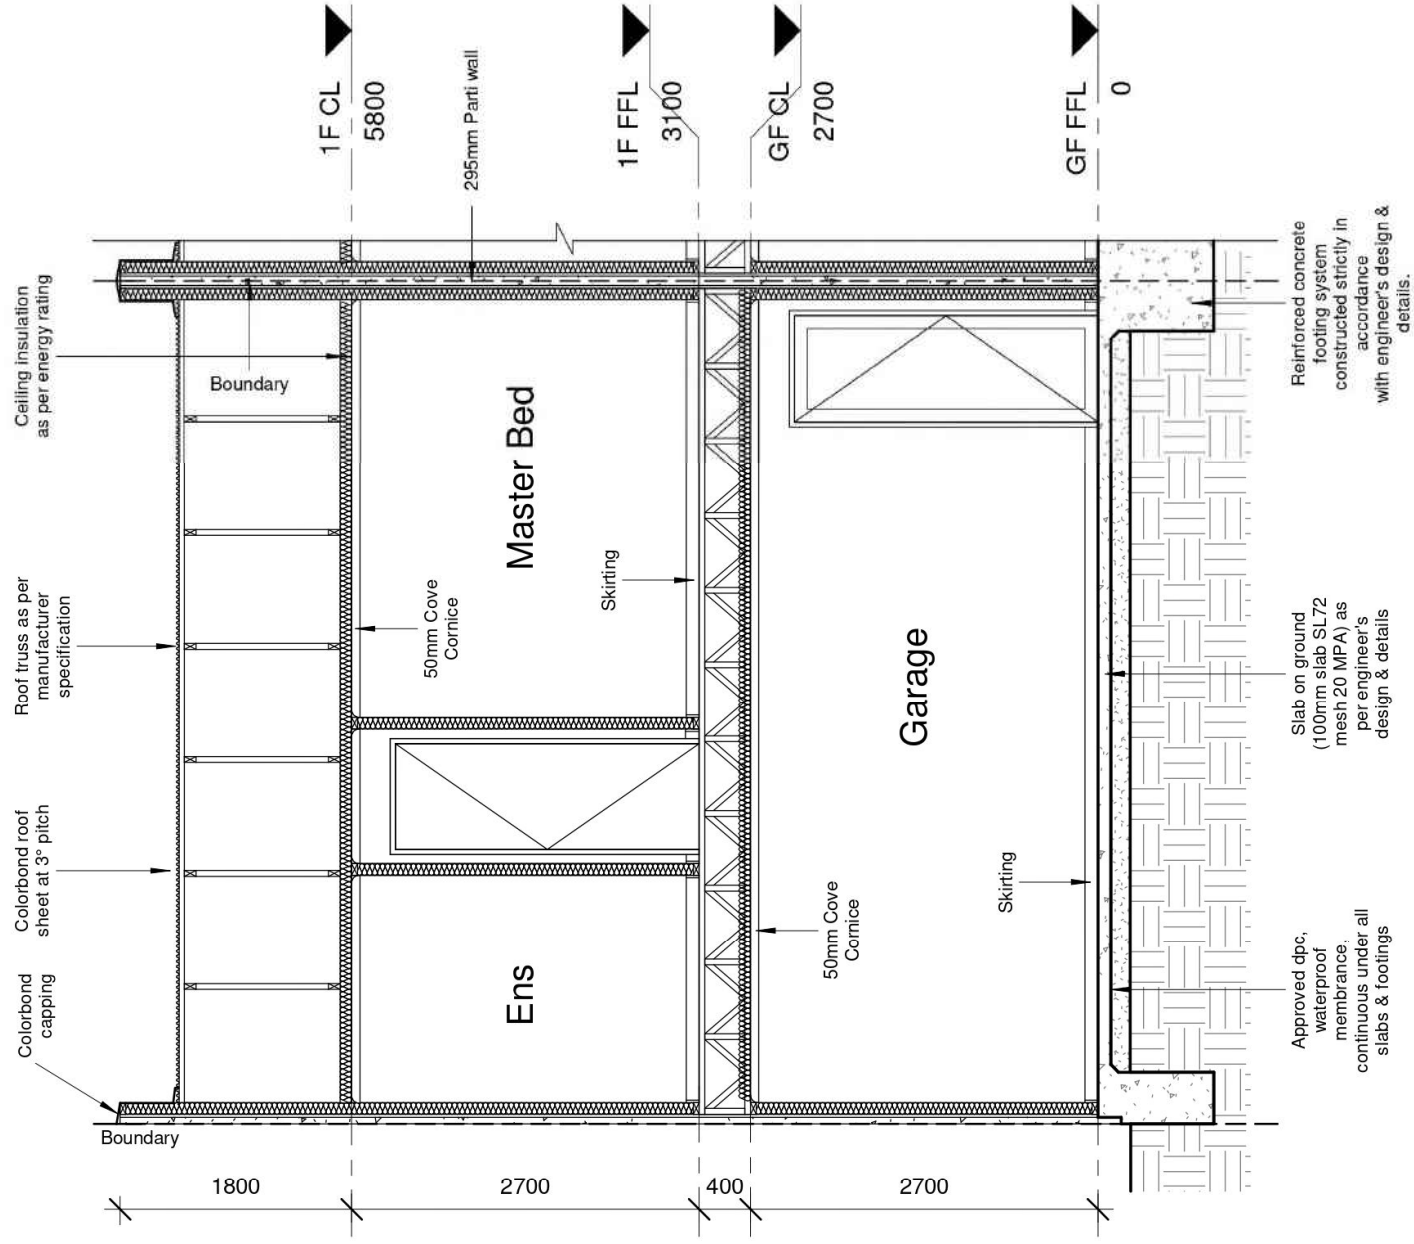 1F CL
5800
1F FFL
3100
GF CL
2700
GF FFL
0
295mm Parti wall
Ceiling insulation
as per energy rating
Boundary
Roof truss as per
manufacturer
specification
Colorbond roof
sheet at 3° pitch
Colorbond
capping
Boundary
Master Bed
Skirting
50mm Cove
Cornice
Ens
Garage
Skirting
50mm Cove
Cornice
Reinforced concrete
footing system
constructed strictly in
accordance
with engineer's design &
details.
Slab on ground
(100mm slab SL72
mesh 20 MPA) as
per engineer's
design & details
Approved dpc,
waterproof
membrance,
continuous under all
slabs & footings
1800
2700
400
2700